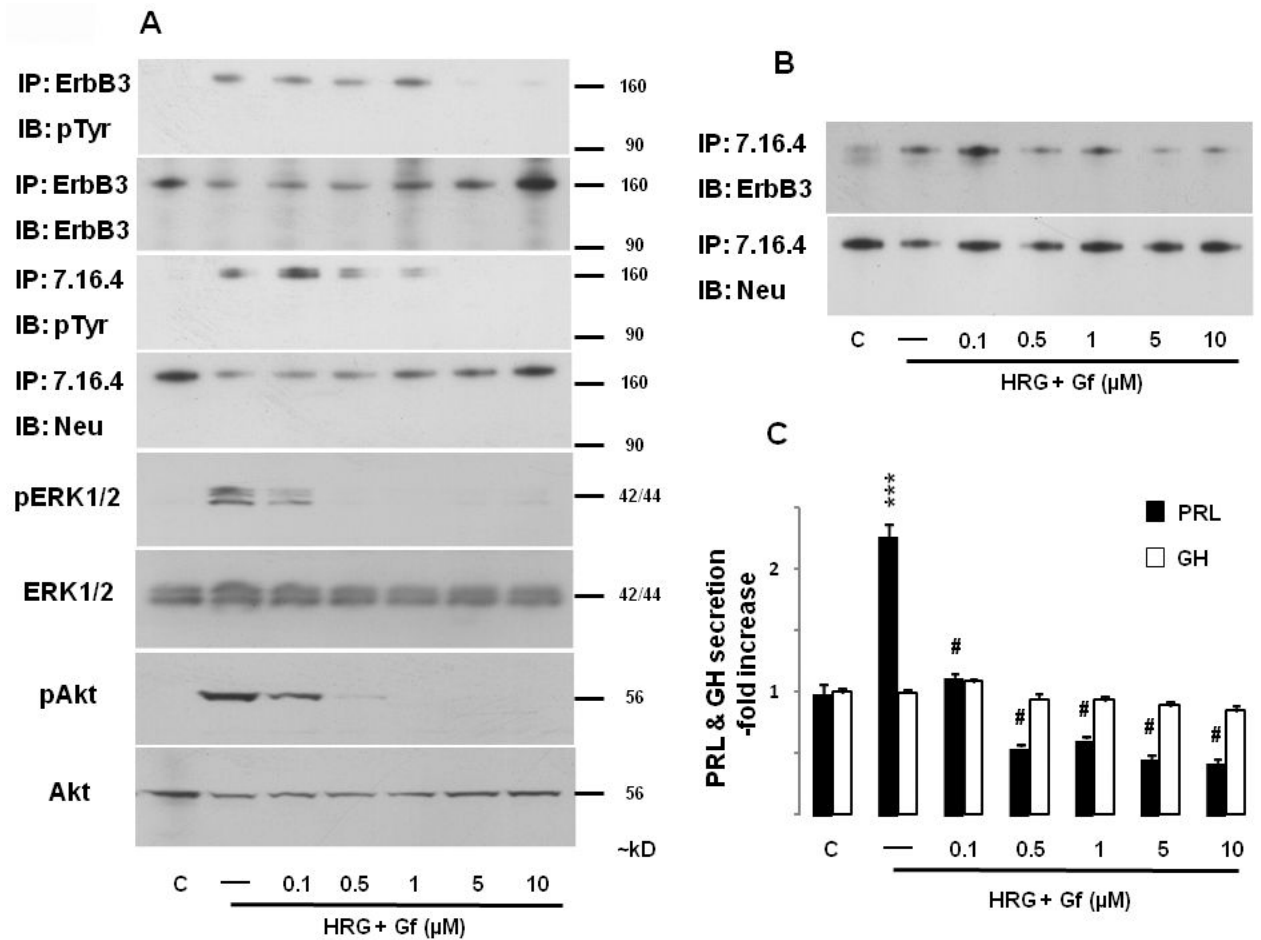 A
IP: ErbB3
IB: pTyr
160
90
IP: ErbB3
IB: ErbB3
160
90
IP: 7.16.4
IB: pTyr
160
90
IP: 7.16.4
IB: Neu
160
90
pERK1/2
42/44
ERK1/2
42/44
pAkt
56
Akt
56
~kD
C — 0.1 0.5 1 5 10
HRG + Gf (µM)
B
IP: 7.16.4
IB: ErbB3
IP: 7.16.4
IB: Neu
C — 0.1 0.5 1 5 10
HRG + Gf (µM)
C
PRL & GH secretion
-fold increase
2
1
***
#
#
#
#
#
PRL
GH
C — 0.1 0.5 1 5 10
HRG + Gf (µM)